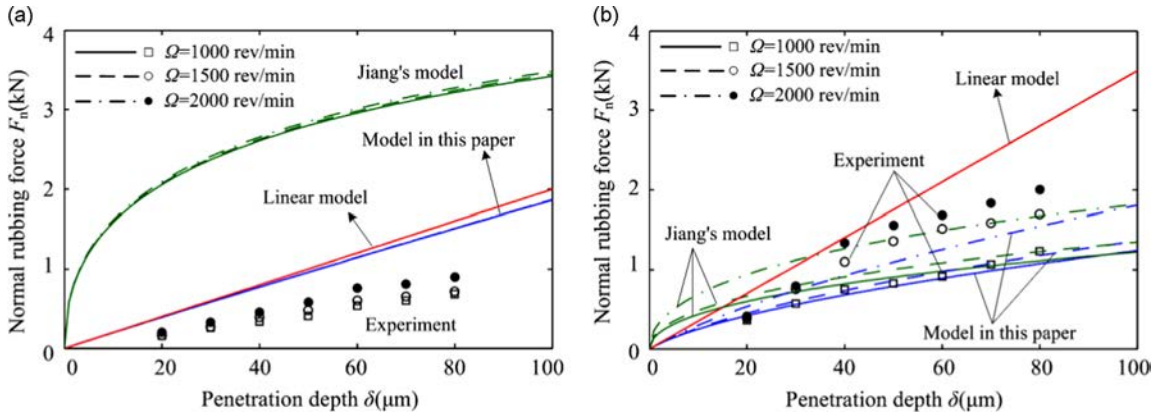 (a)
Normal rubbing force Fn(kN)
4
3
2
1
0
Ω=1000 rev/min
Ω=1500 rev/min
Ω=2000 rev/min
Jiang's model
Model in this paper
Linear model
Experiment
0 20 40 60 80 100
Penetration depth δ(μm)
(b)
Normal rubbing force Fn(kN)
4
3
2
1
0
Ω=1000 rev/min
Ω=1500 rev/min
Ω=2000 rev/min
Linear model
Experiment
Jiang's model
Model in this paper
0 20 40 60 80 100
Penetration depth δ(μm)